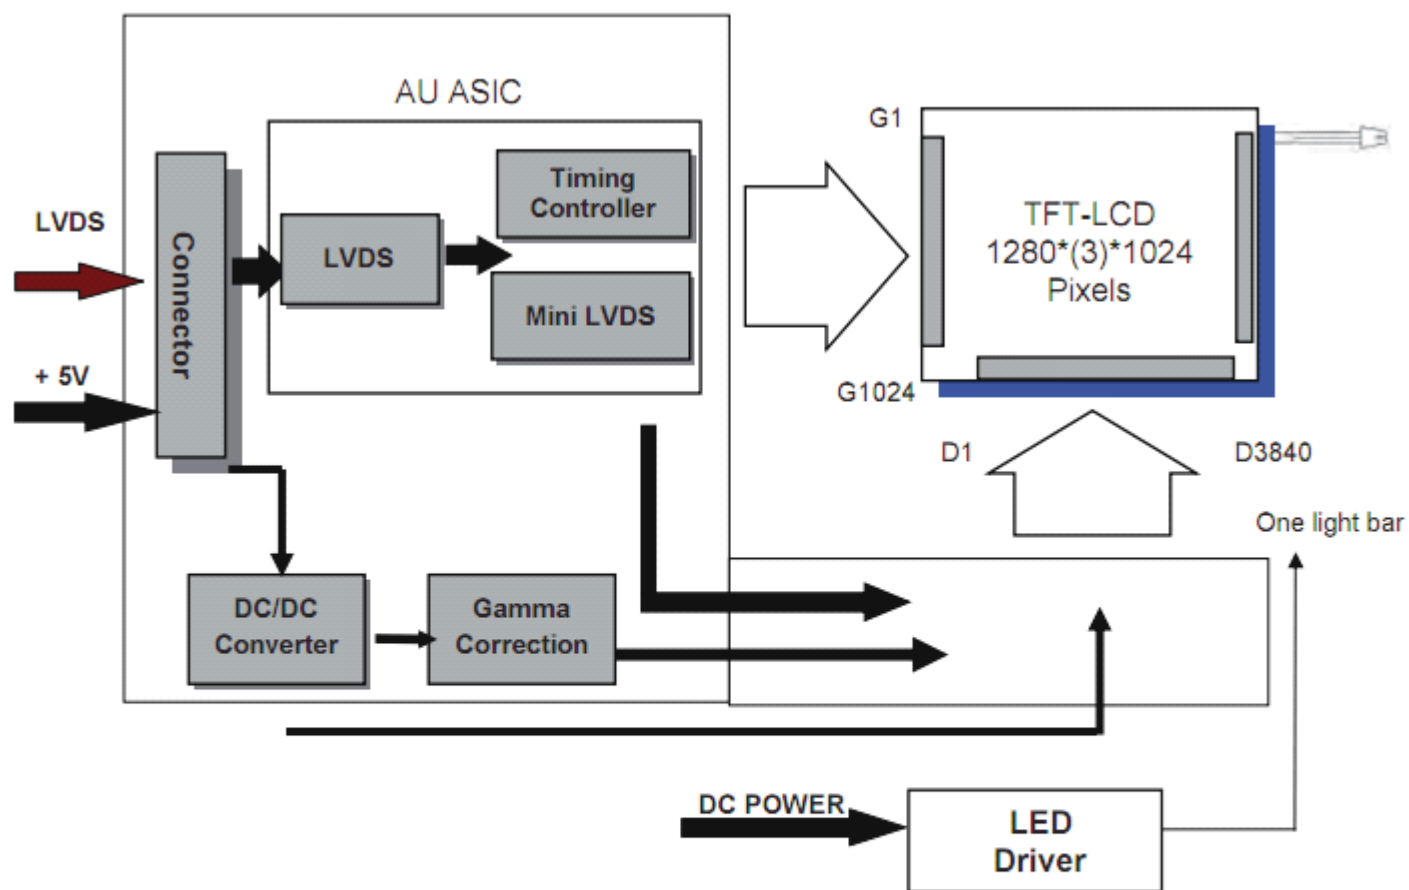 AU ASIC
G1
Timing
Controller
LVDS
Connector
LVDS
TFT-LCD
1280*(3)*1024
Pixels
Mini LVDS
+ 5V
G1024
D1
D3840
One light bar
DC/DC
Converter
Gamma
Correction
DC POWER
LED
Driver